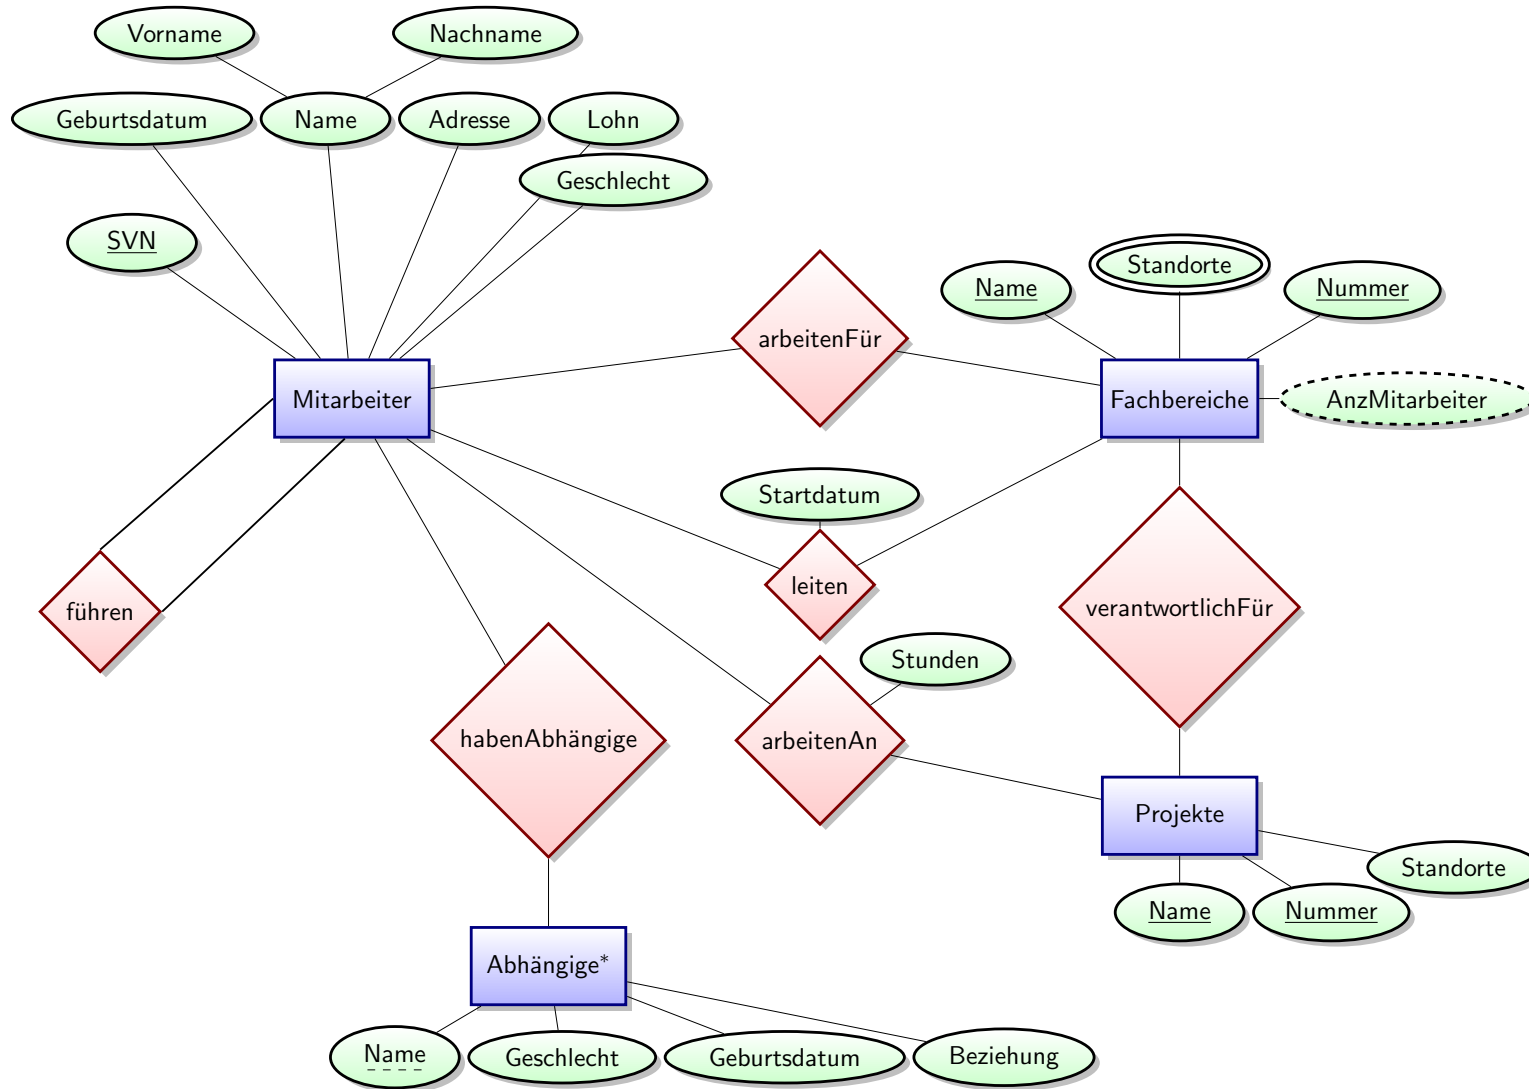 Vorname
Nachname
Geburtsdatum
Name
Adresse
Lohn
Geschlecht
SVN
Standorte
Name
Nummer
arbeitenFür
Mitarbeiter
Fachbereiche
AnzMitarbeiter
Startdatum
leiten
führen
verantwortlichFür
Stunden
habenAbhängige
arbeitenAn
Projekte
Standorte
Name
Nummer
Abhängige*
Name
Geschlecht
Geburtsdatum
Beziehung